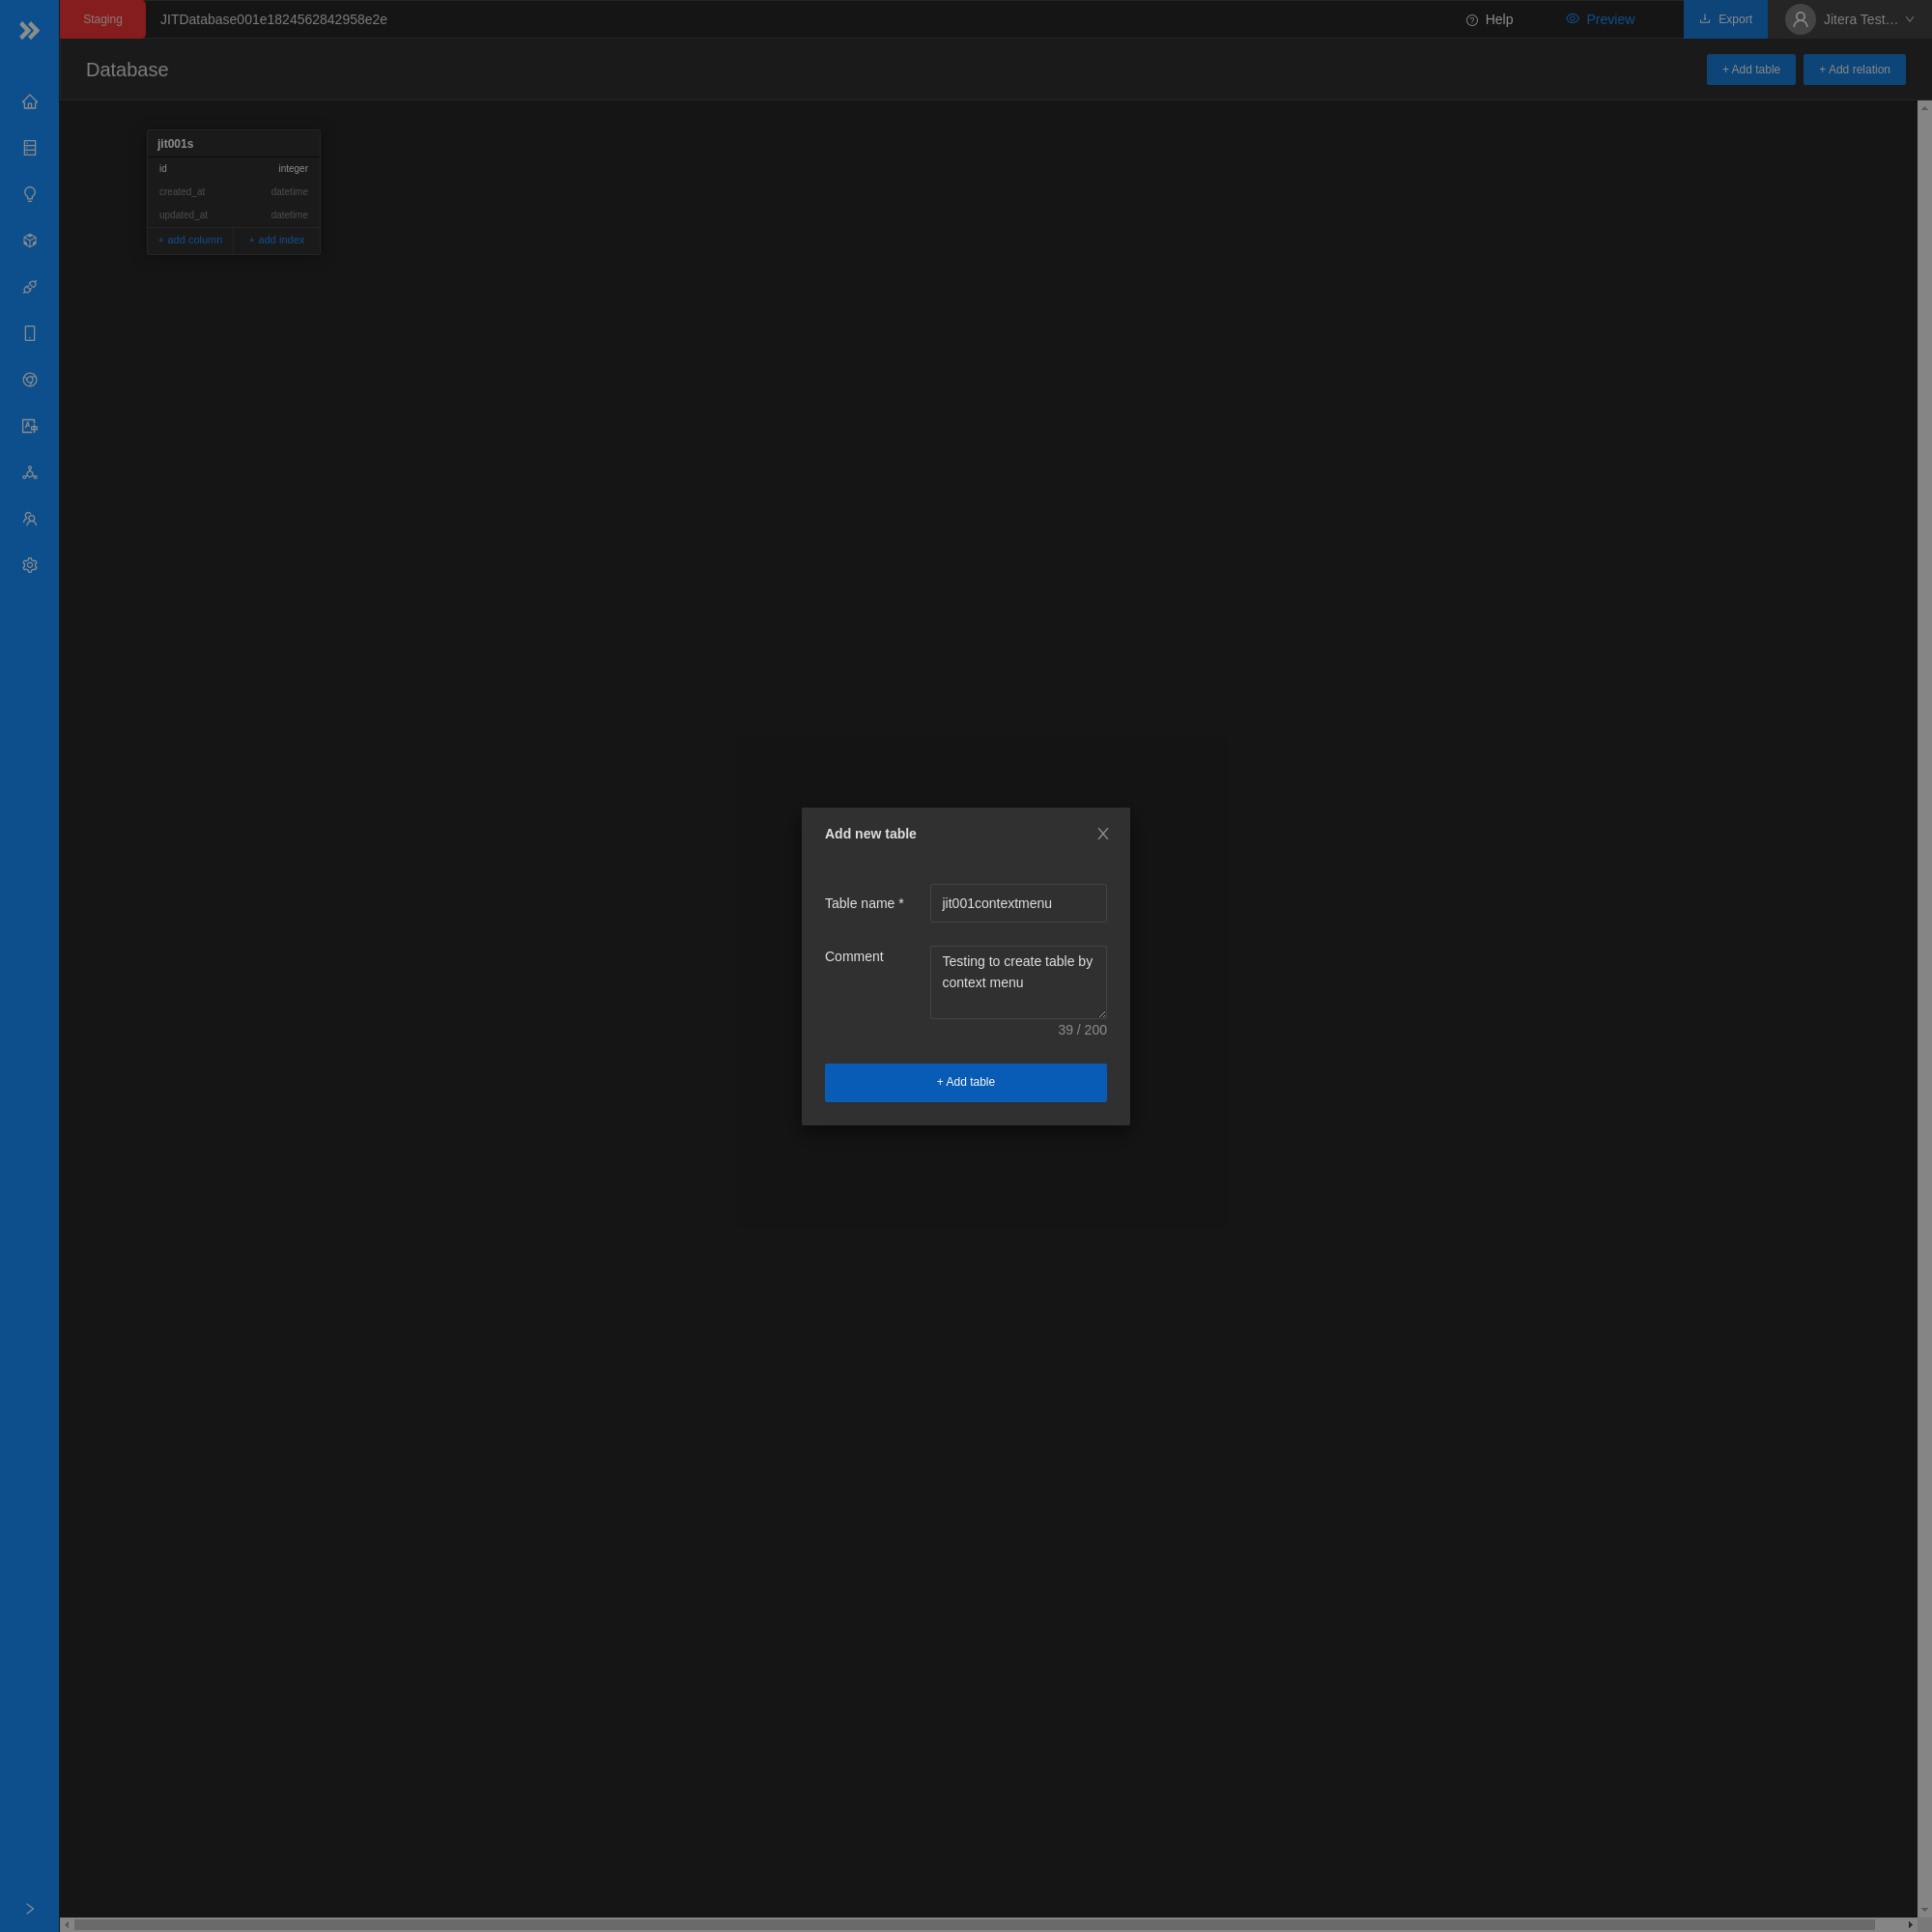 Staging
JITDatabase001e1824562842958e2e
Help
Preview
Export
Jitera Test...
Database
+ Add table
+ Add relation
jit001s
id integer
created_at datetime
updated_at datetime
+ add column + add index
Add new table
Table name * jit001contextmenu
Comment
Testing to create table by
context menu
39 / 200
+ Add table